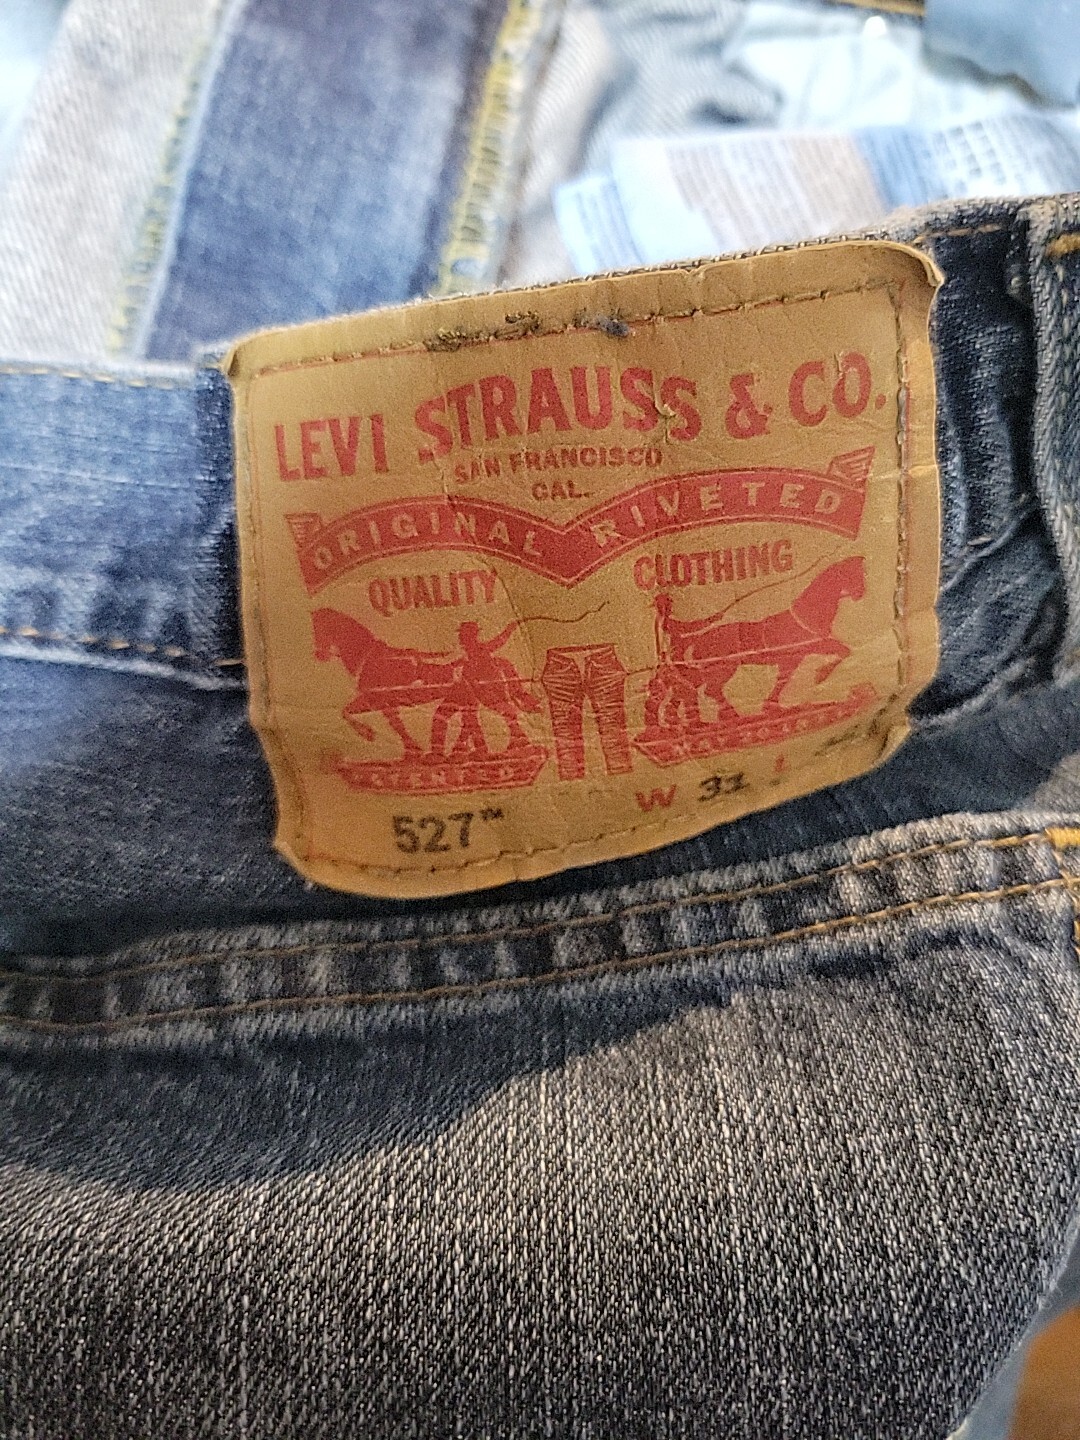 LEVI STRAUSS & CO.
SAN FRANCISCO
CAL.
ORIGINAL RIVETED
QUALITY CLOTHING
527™ W 31 L